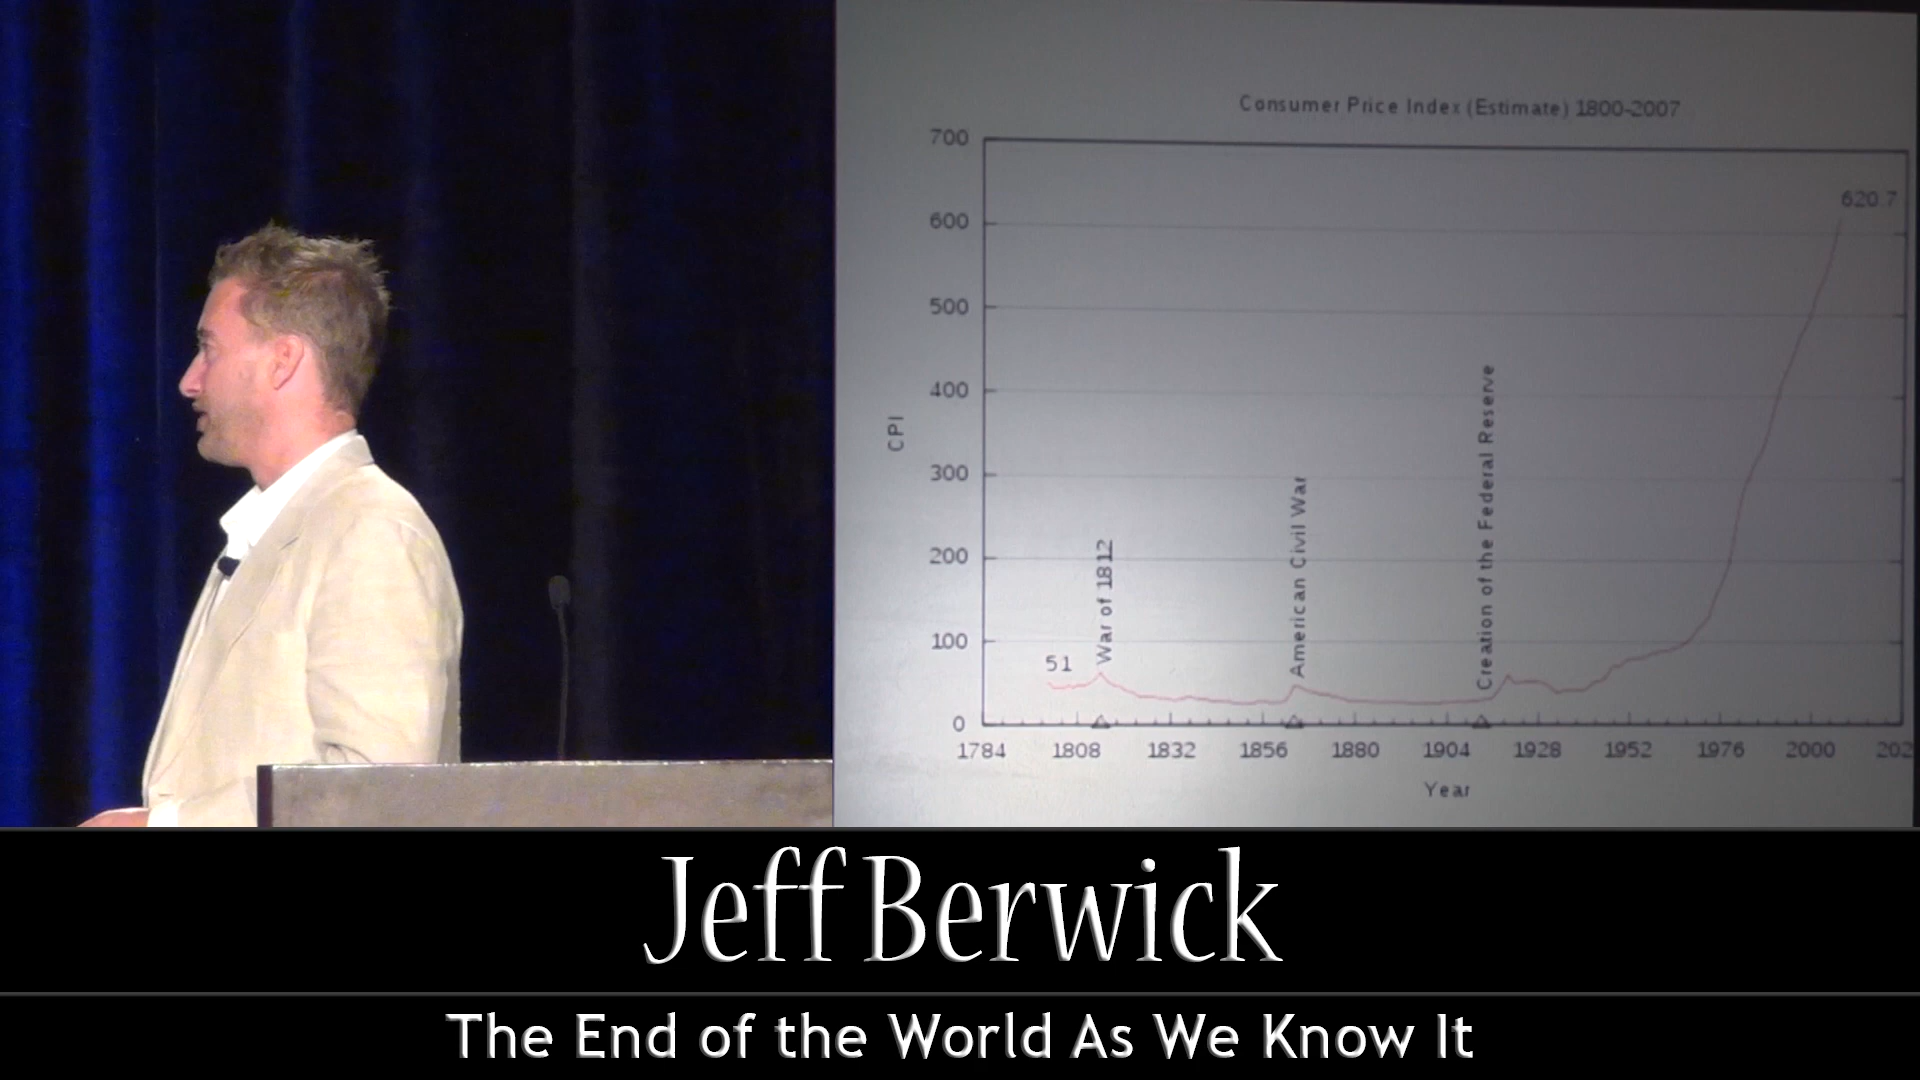 Consumer Price Index (Estimate) 1800-2007
700
600
500
400
300
200
100
0
CPI
620.7
51
War of 1812
American Civil War
Creation of the Federal Reserve
1784 1808 1832 1856 1880 1904 1928 1952 1976 2000 202
Year
Jeff Berwick
The End of the World As We Know It